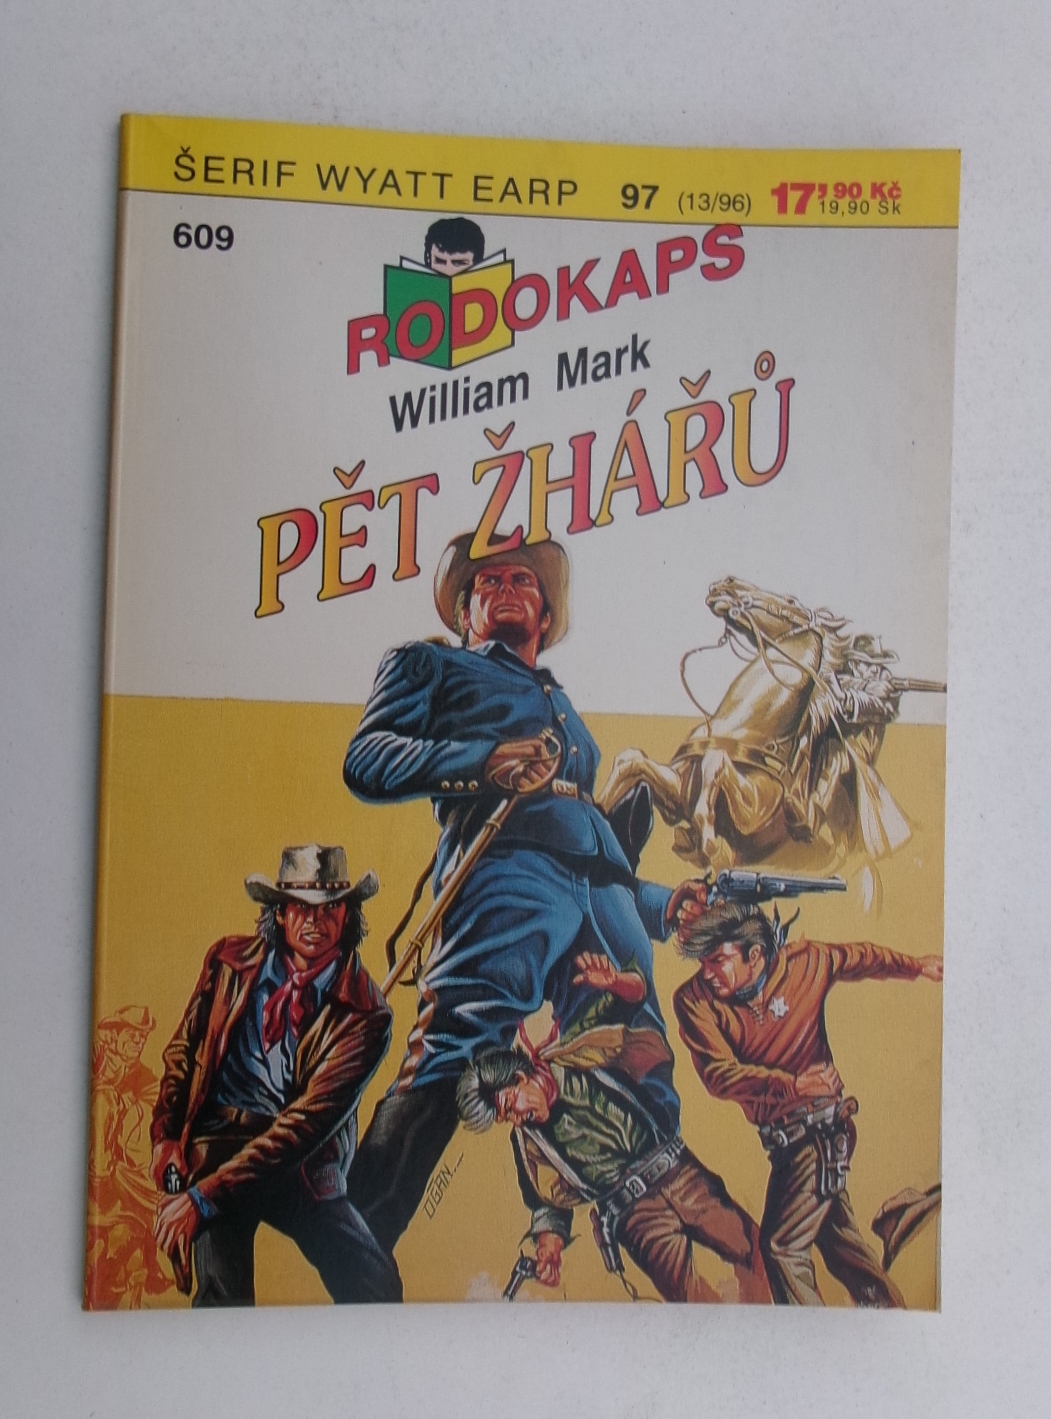 ŠERIF WYATT EARP 97 (13/96) 17,90 Kč
19,90 Sk
609
RODOKAPS
William Mark
PĚT ŽHÁŘŮ